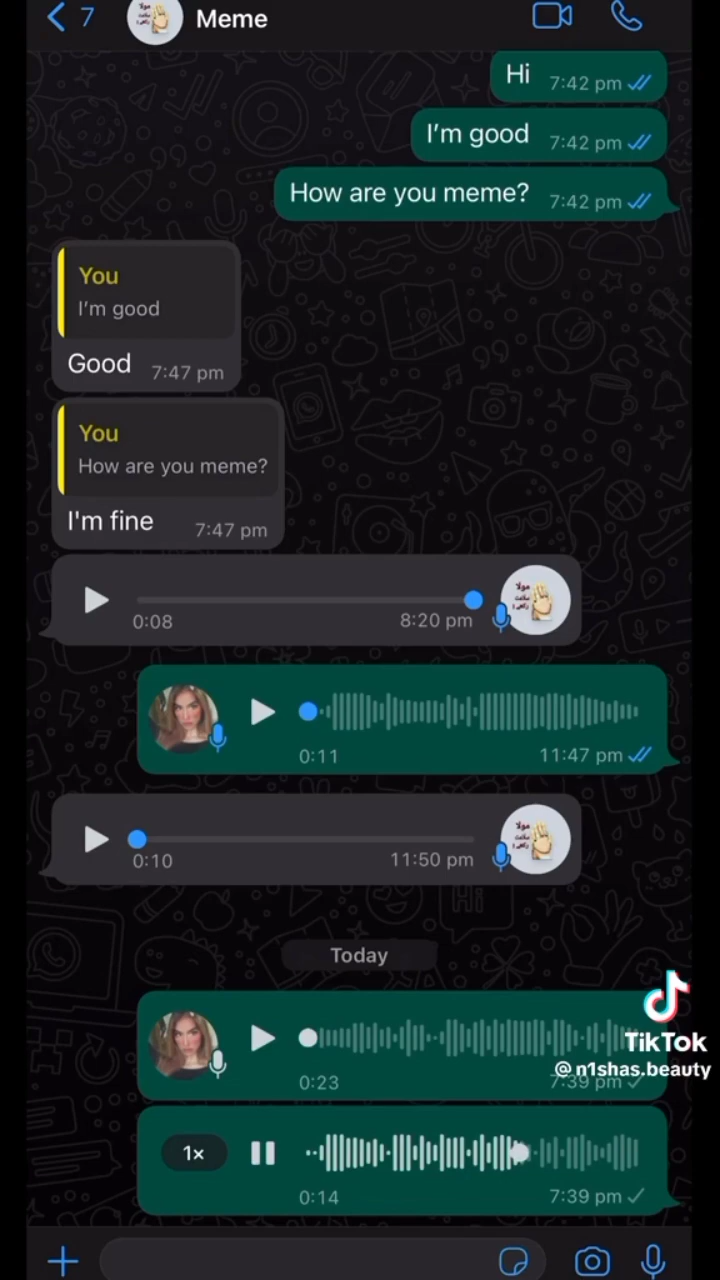 7
Meme
Hi 7:42 pm
I’m good 7:42 pm
How are you meme? 7:42 pm
You
I’m good
Good 7:47 pm
You
How are you meme?
I'm fine 7:47 pm
0:08 8:20 pm
0:11 11:47 pm
0:10 11:50 pm
Today
TikTok
@n1shas.beauty
0:23 7:39 pm
1x
0:14 7:39 pm